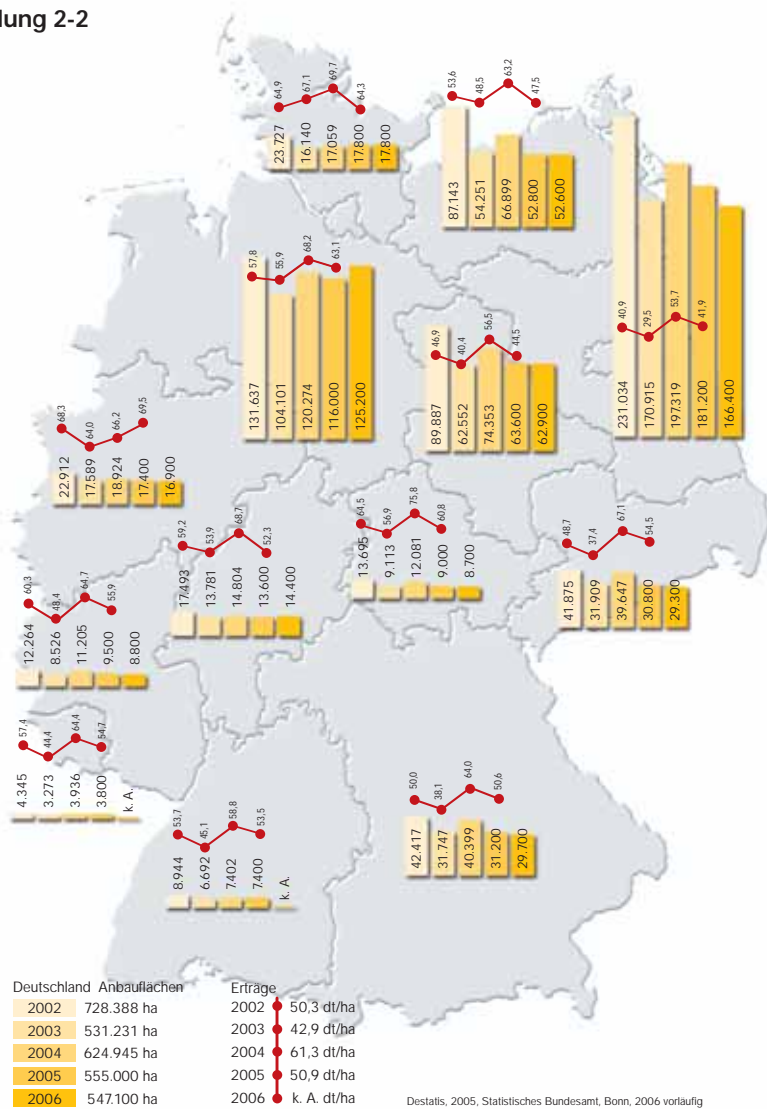 lung 2-2
64,9 67,1 69,7 64,3
23.727 16.140 17.059 17.800 17.800
53,6 48,5 63,2 47,5
87.143 54.251 66.899 52.800 52.600
40,9 29,5 53,7 41,9
231.034 170.915 197.319 181.200 166.400
57,8 55,9 68,2 63,1
131.637 104.101 120.274 116.000 125.200
46,9 40,4 56,5 44,5
89.887 62.552 74.353 63.600 62.900
68,3 64,0 66,2 69,5
22.912 17.589 18.924 17.400 16.900
59,2 53,9 68,7 52,3
17.493 13.781 14.804 13.600 14.400
64,5 56,9 75,8 60,8
13.695 9.113 12.081 9.000 8.700
48,7 37,4 67,1 54,5
41.875 31.909 39.647 30.800 29.300
60,3 48,4 64,7 55,9
12.264 8.526 11.205 9.500 8.800
57,4 44,4 64,4 54,7
4.345 3.273 3.936 3.800 k. A.
53,7 45,1 58,8 53,5
8.944 6.692 7.402 7.400 k. A.
50,0 38,1 64,0 50,6
42.417 31.747 40.399 31.200 29.700
Deutschland Anbauflächen
2002 728.388 ha
2003 531.231 ha
2004 624.945 ha
2005 555.000 ha
2006 547.100 ha
Erträge
2002 50,3 dt/ha
2003 42,9 dt/ha
2004 61,3 dt/ha
2005 50,9 dt/ha
2006 k. A. dt/ha
Destatis, 2005, Statistisches Bundesamt, Bonn, 2006 vorläufig